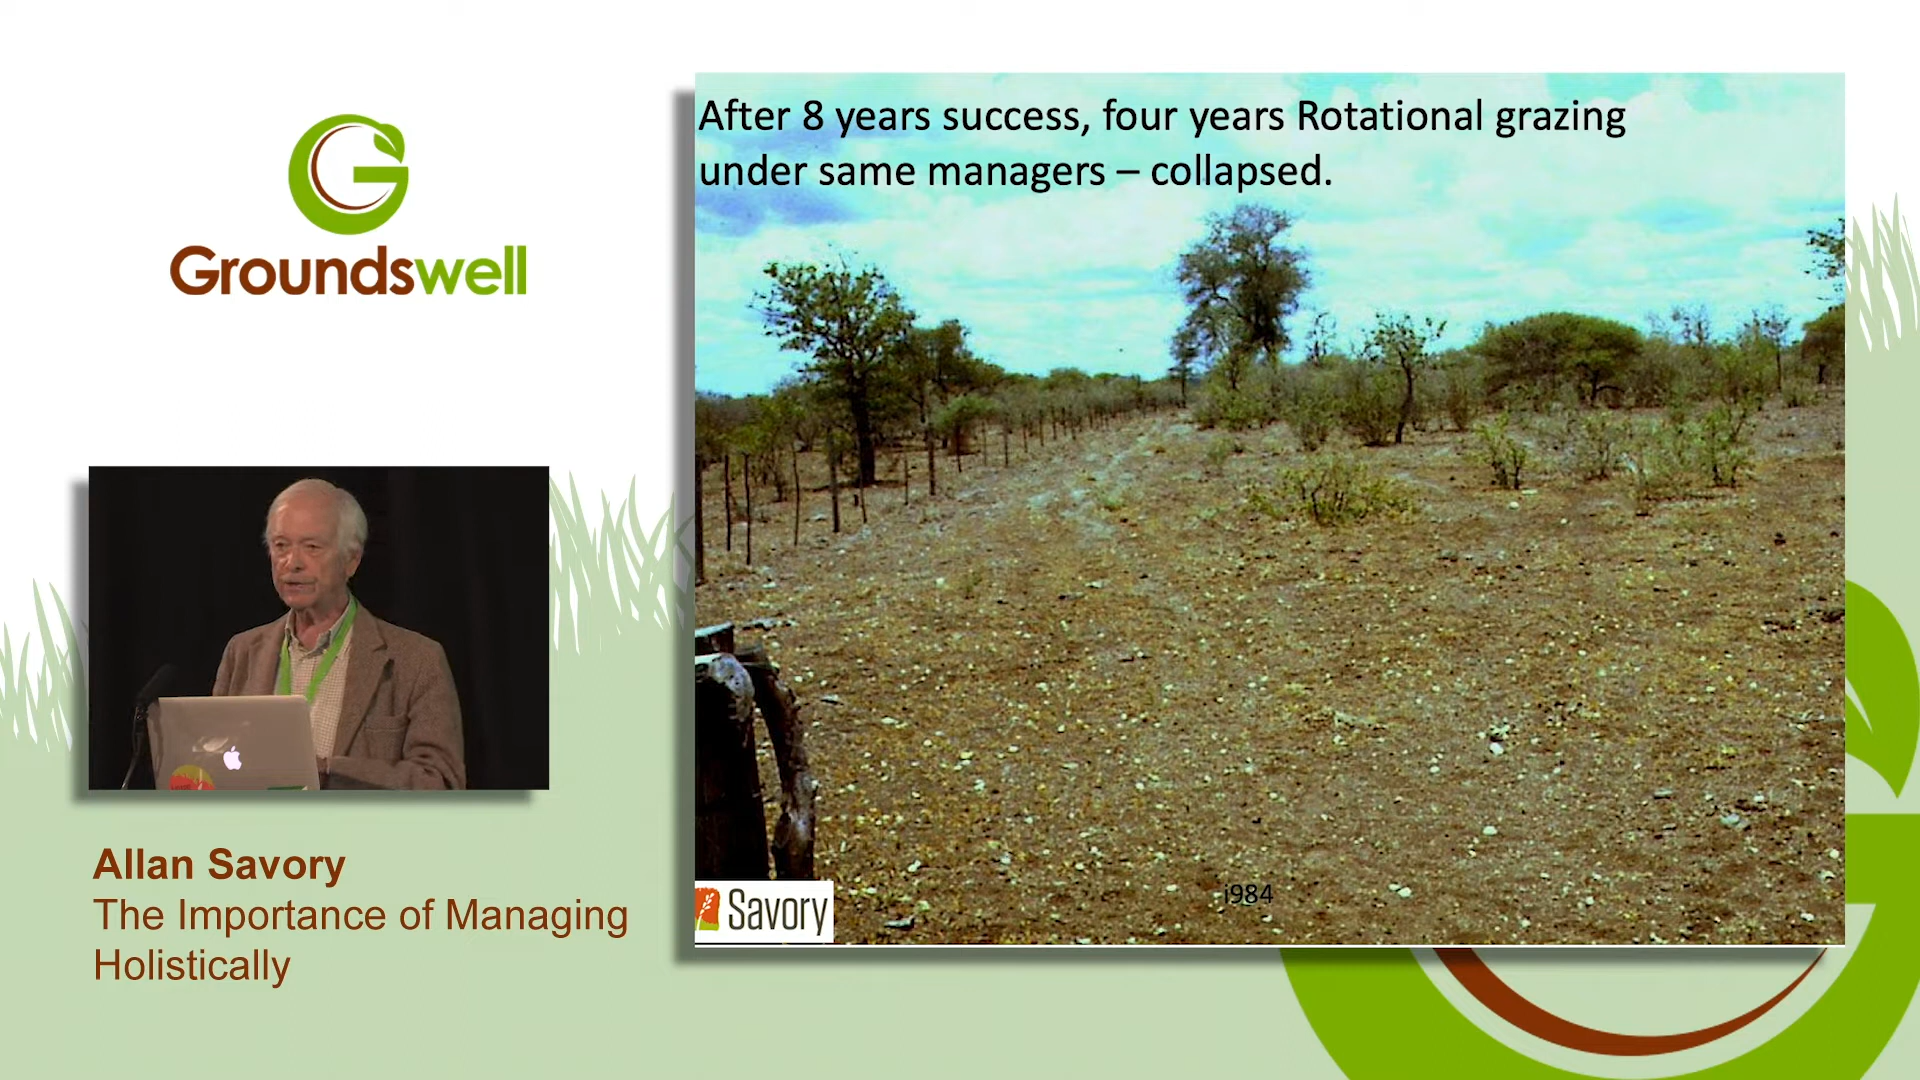 Groundswell
After 8 years success, four years Rotational grazing
under same managers – collapsed.
i984
Savory
Allan Savory
The Importance of Managing
Holistically